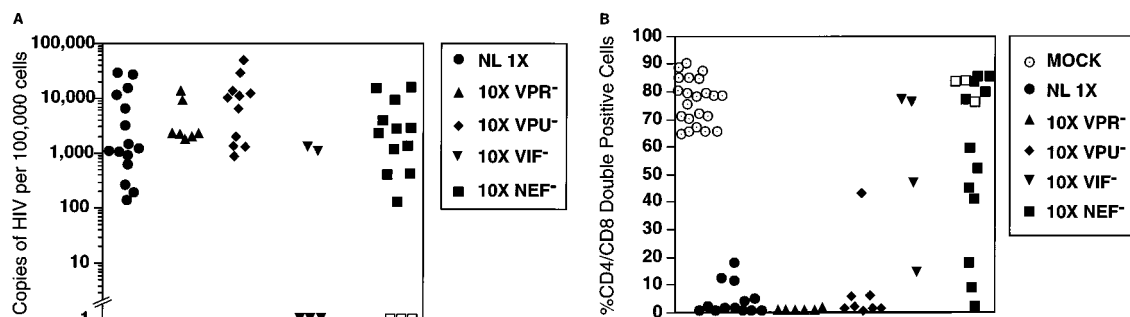 A
Copies of HIV per 100,000 cells
100,000
10,000
1,000
100
10
1
NL 1X
10X VPR⁻
10X VPU⁻
10X VIF⁻
10X NEF⁻
B
%CD4/CD8 Double Positive Cells
100
90
80
70
60
50
40
30
20
10
0
MOCK
NL 1X
10X VPR⁻
10X VPU⁻
10X VIF⁻
10X NEF⁻